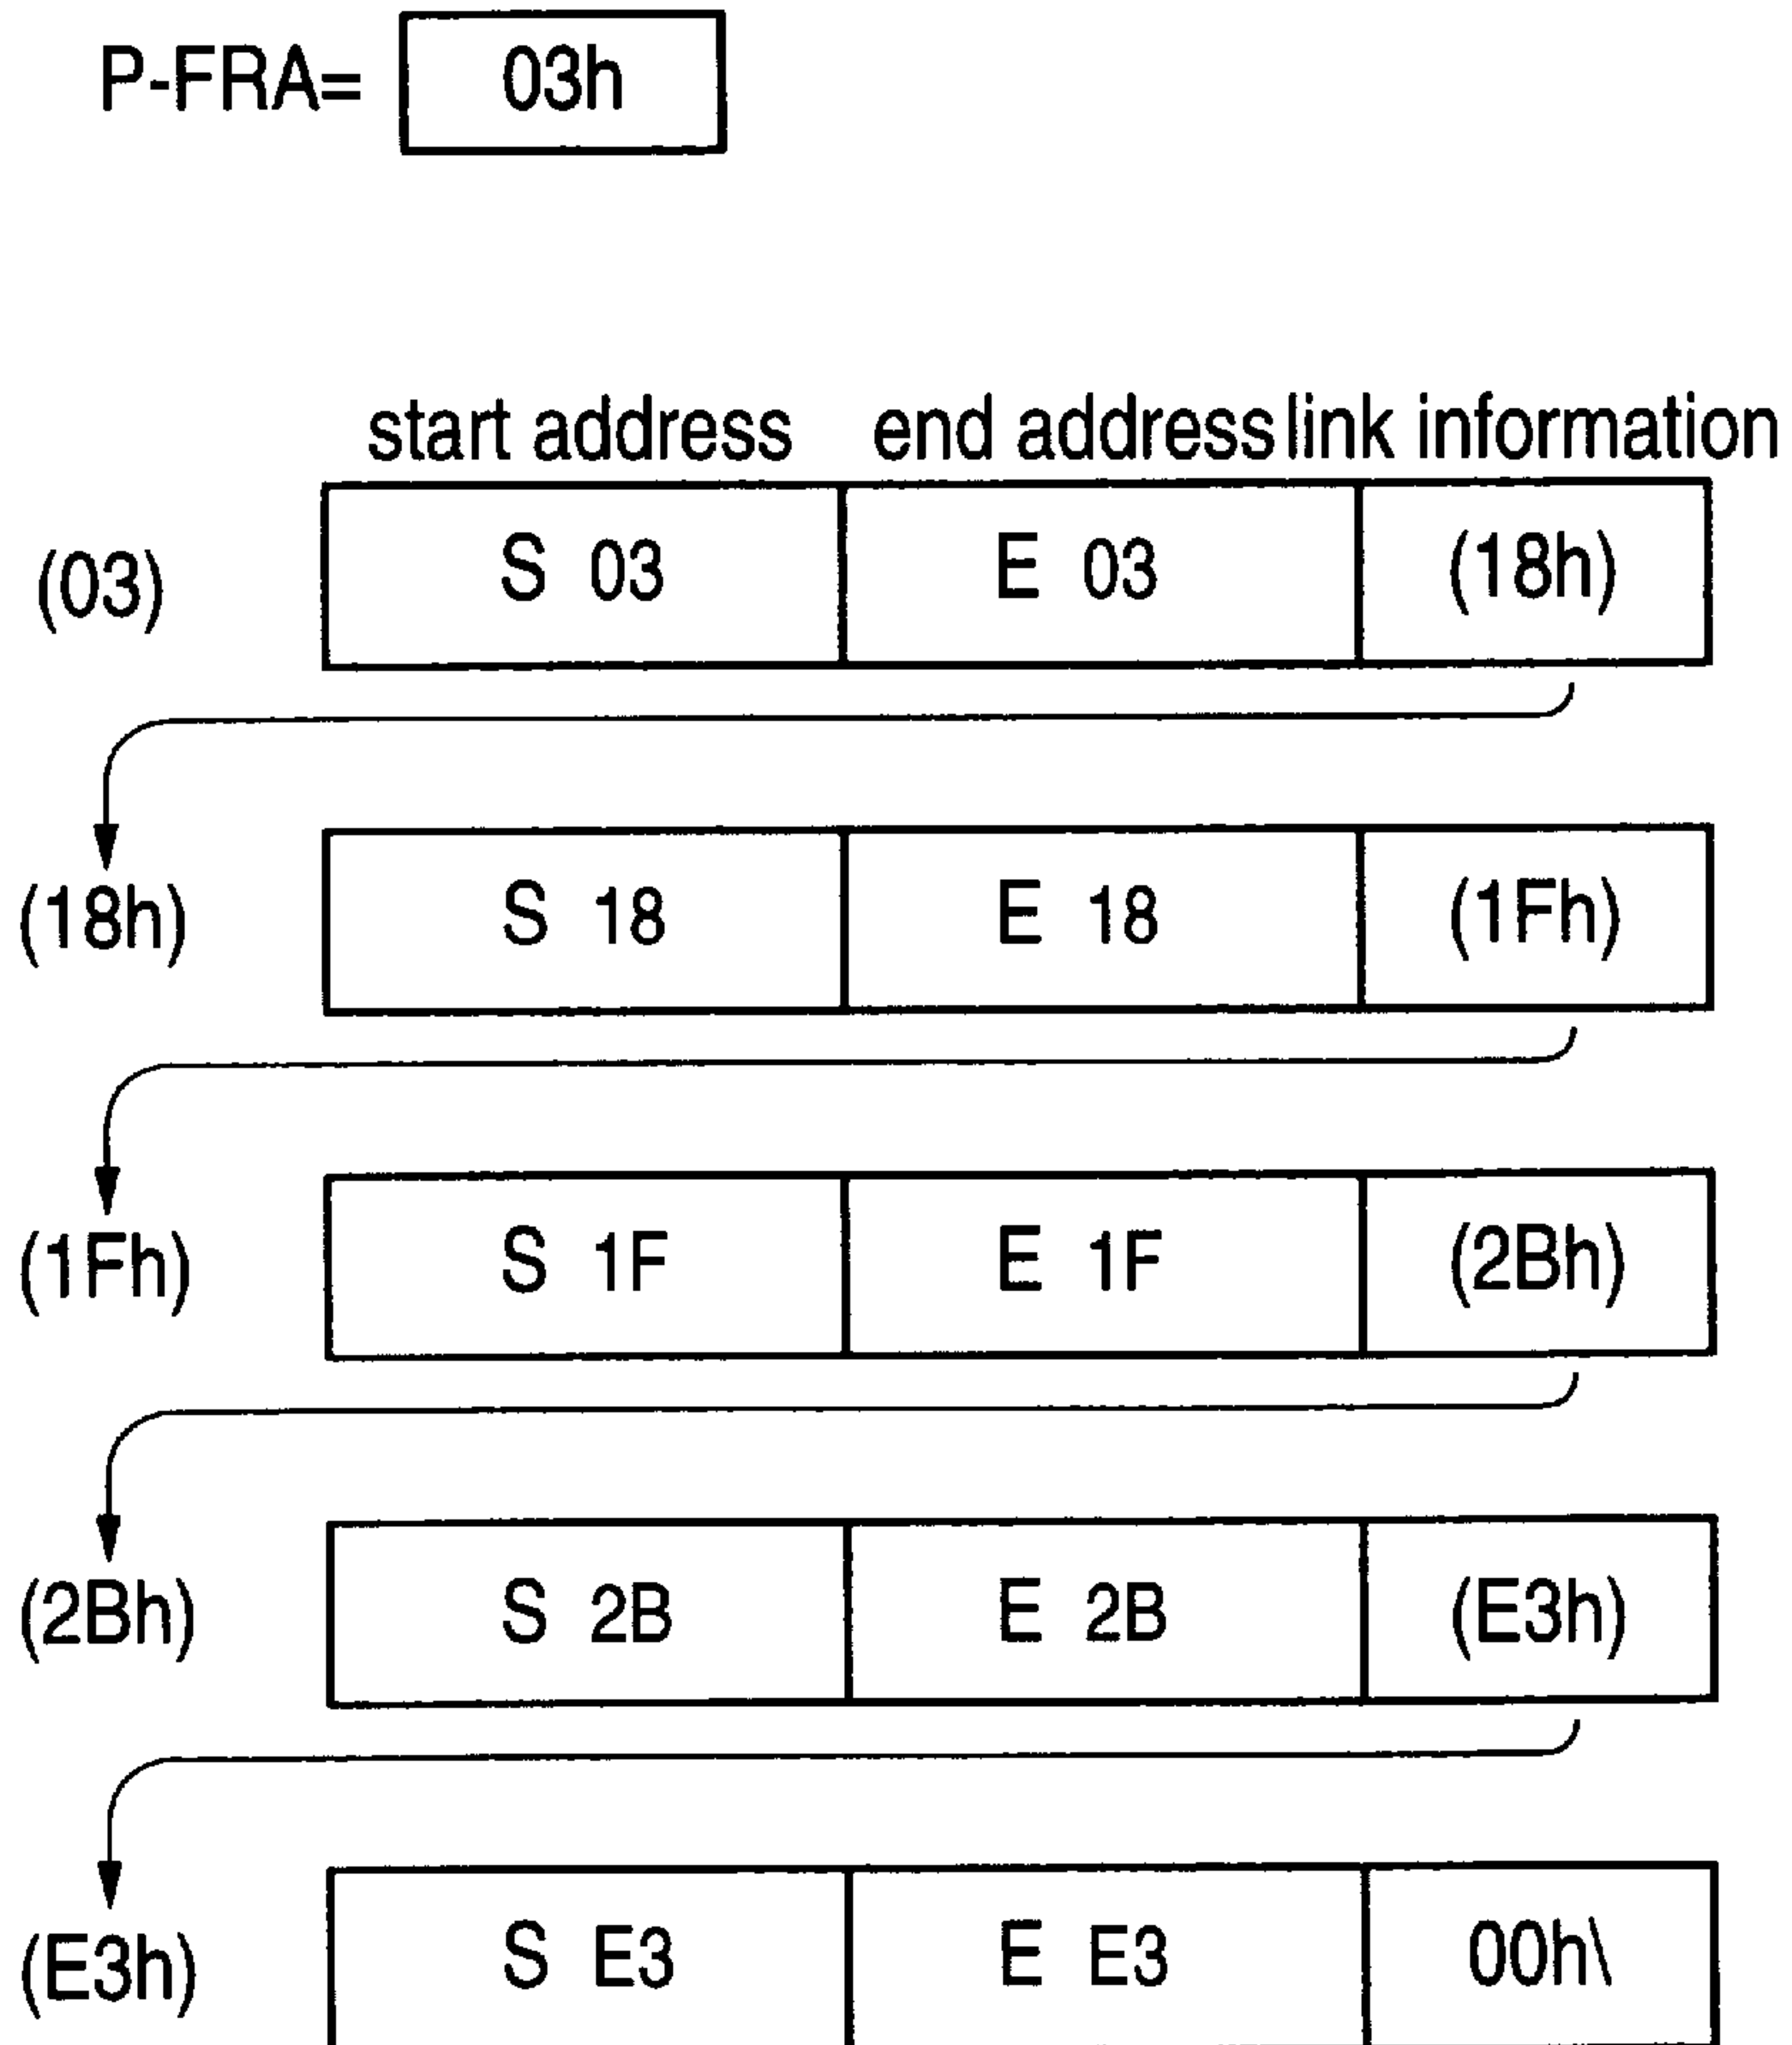 P-FRA= 03h
start address end address link information
(03) S 03 E 03 (18h)
(18h) S 18 E 18 (1Fh)
(1Fh) S 1F E 1F (2Bh)
(2Bh) S 2B E 2B (E3h)
(E3h) S E3 E E3 00h\